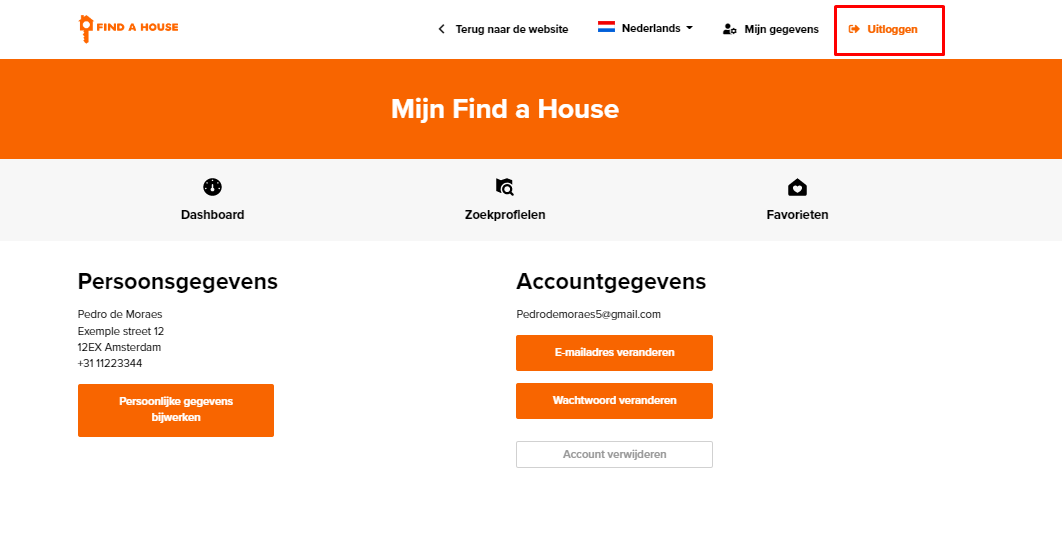 FIND A HOUSE
Terug naar de website
Nederlands
Mijn gegevens
Uitloggen
Mijn Find a House
Dashboard
Zoekprofielen
Favorieten
Persoonsgegevens
Pedro de Moraes
Exemple street 12
12EX Amsterdam
+31 11223344
Persoonlijke gegevens
bijwerken
Accountgegevens
Pedrodemoraes5@gmail.com
E-mailadres veranderen
Wachtwoord veranderen
Account verwijderen